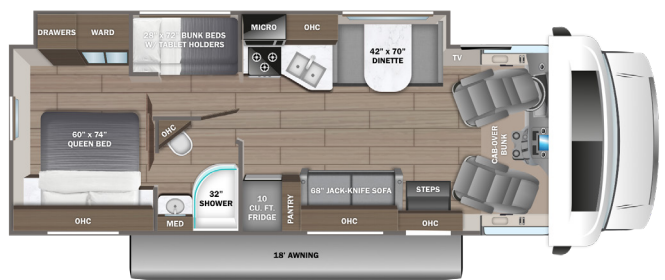 DRAWERS
WARD
28" x 72" BUNK BEDS
W/ TABLET HOLDERS
MICRO
OHC
42" x 70"
DINETTE
TV
60" x 74"
QUEEN BED
OHC
CAB-OVER
BUNK
OHC
MED
32"
SHOWER
10
CU. FT.
FRIDGE
PANTRY
68" JACK-KNIFE SOFA
STEPS
OHC
OHC
18' AWNING